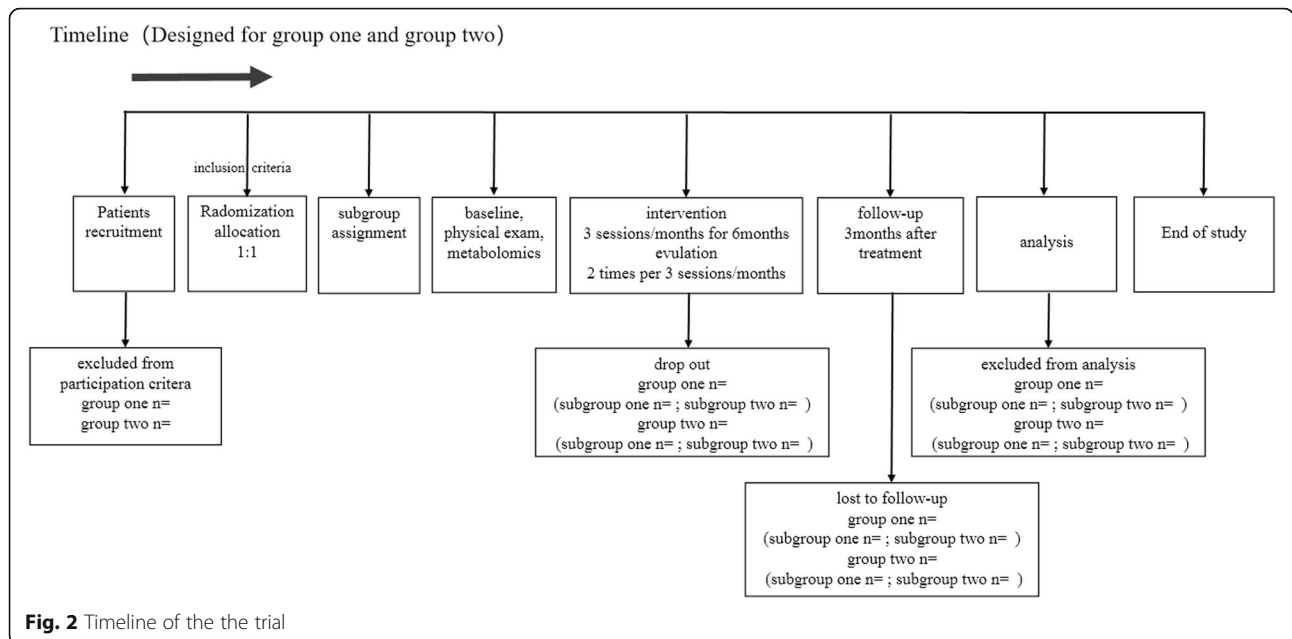 Timeline (Designed for group one and group two)
inclusion criteria
Patients
recruitment
Radomization
allocation
1:1
subgroup
assignment
baseline,
physical exam,
metabolomics
intervention
3 sessions/months for 6months
evulation
2 times per 3 sessions/months
follow-up
3months after
treatment
analysis
End of study
excluded from
participation critera
group one n=
group two n=
drop out
group one n=
(subgroup one n= ; subgroup two n= )
group two n=
(subgroup one n= ; subgroup two n= )
excluded from analysis
group one n=
(subgroup one n= ; subgroup two n= )
group two n=
(subgroup one n= ; subgroup two n= )
lost to follow-up
group one n=
(subgroup one n= ; subgroup two n= )
group two n=
(subgroup one n= ; subgroup two n= )
Fig. 2 Timeline of the the trial